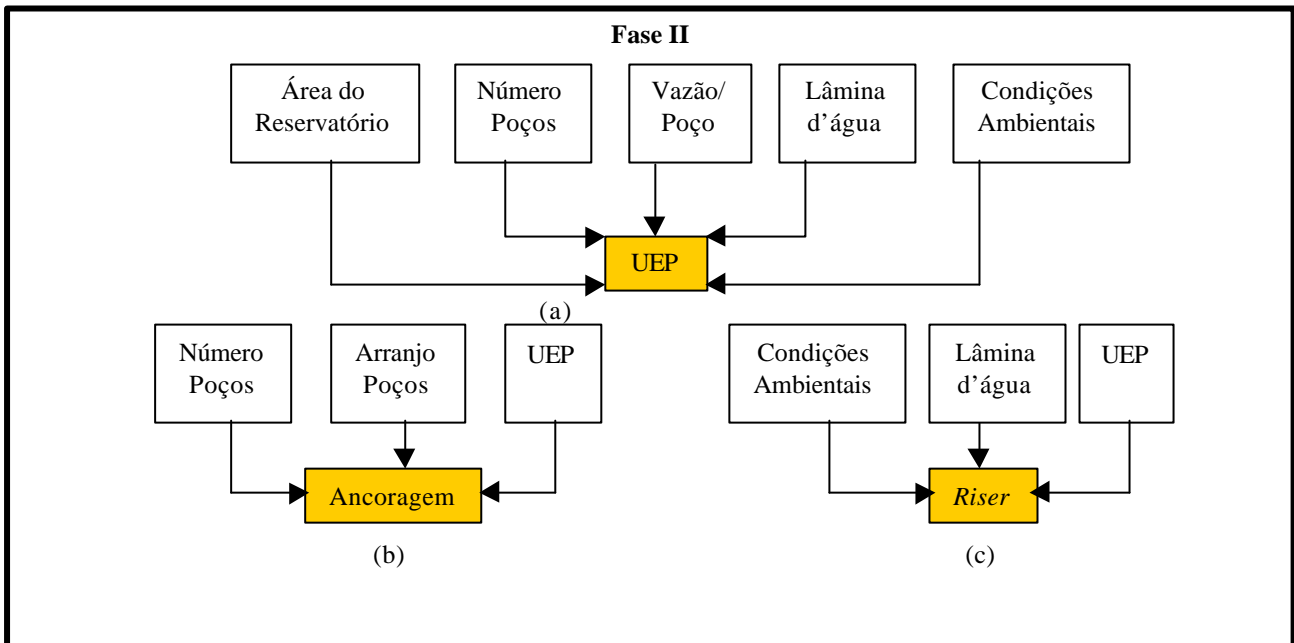 Fase II
Área do
Reservatório
Número
Poços
Vazão/
Poço
Lâmina
d’água
Condições
Ambientais
UEP
(a)
Número
Poços
Arranjo
Poços
UEP
Ancoragem
(b)
Condições
Ambientais
Lâmina
d’água
UEP
Riser
(c)